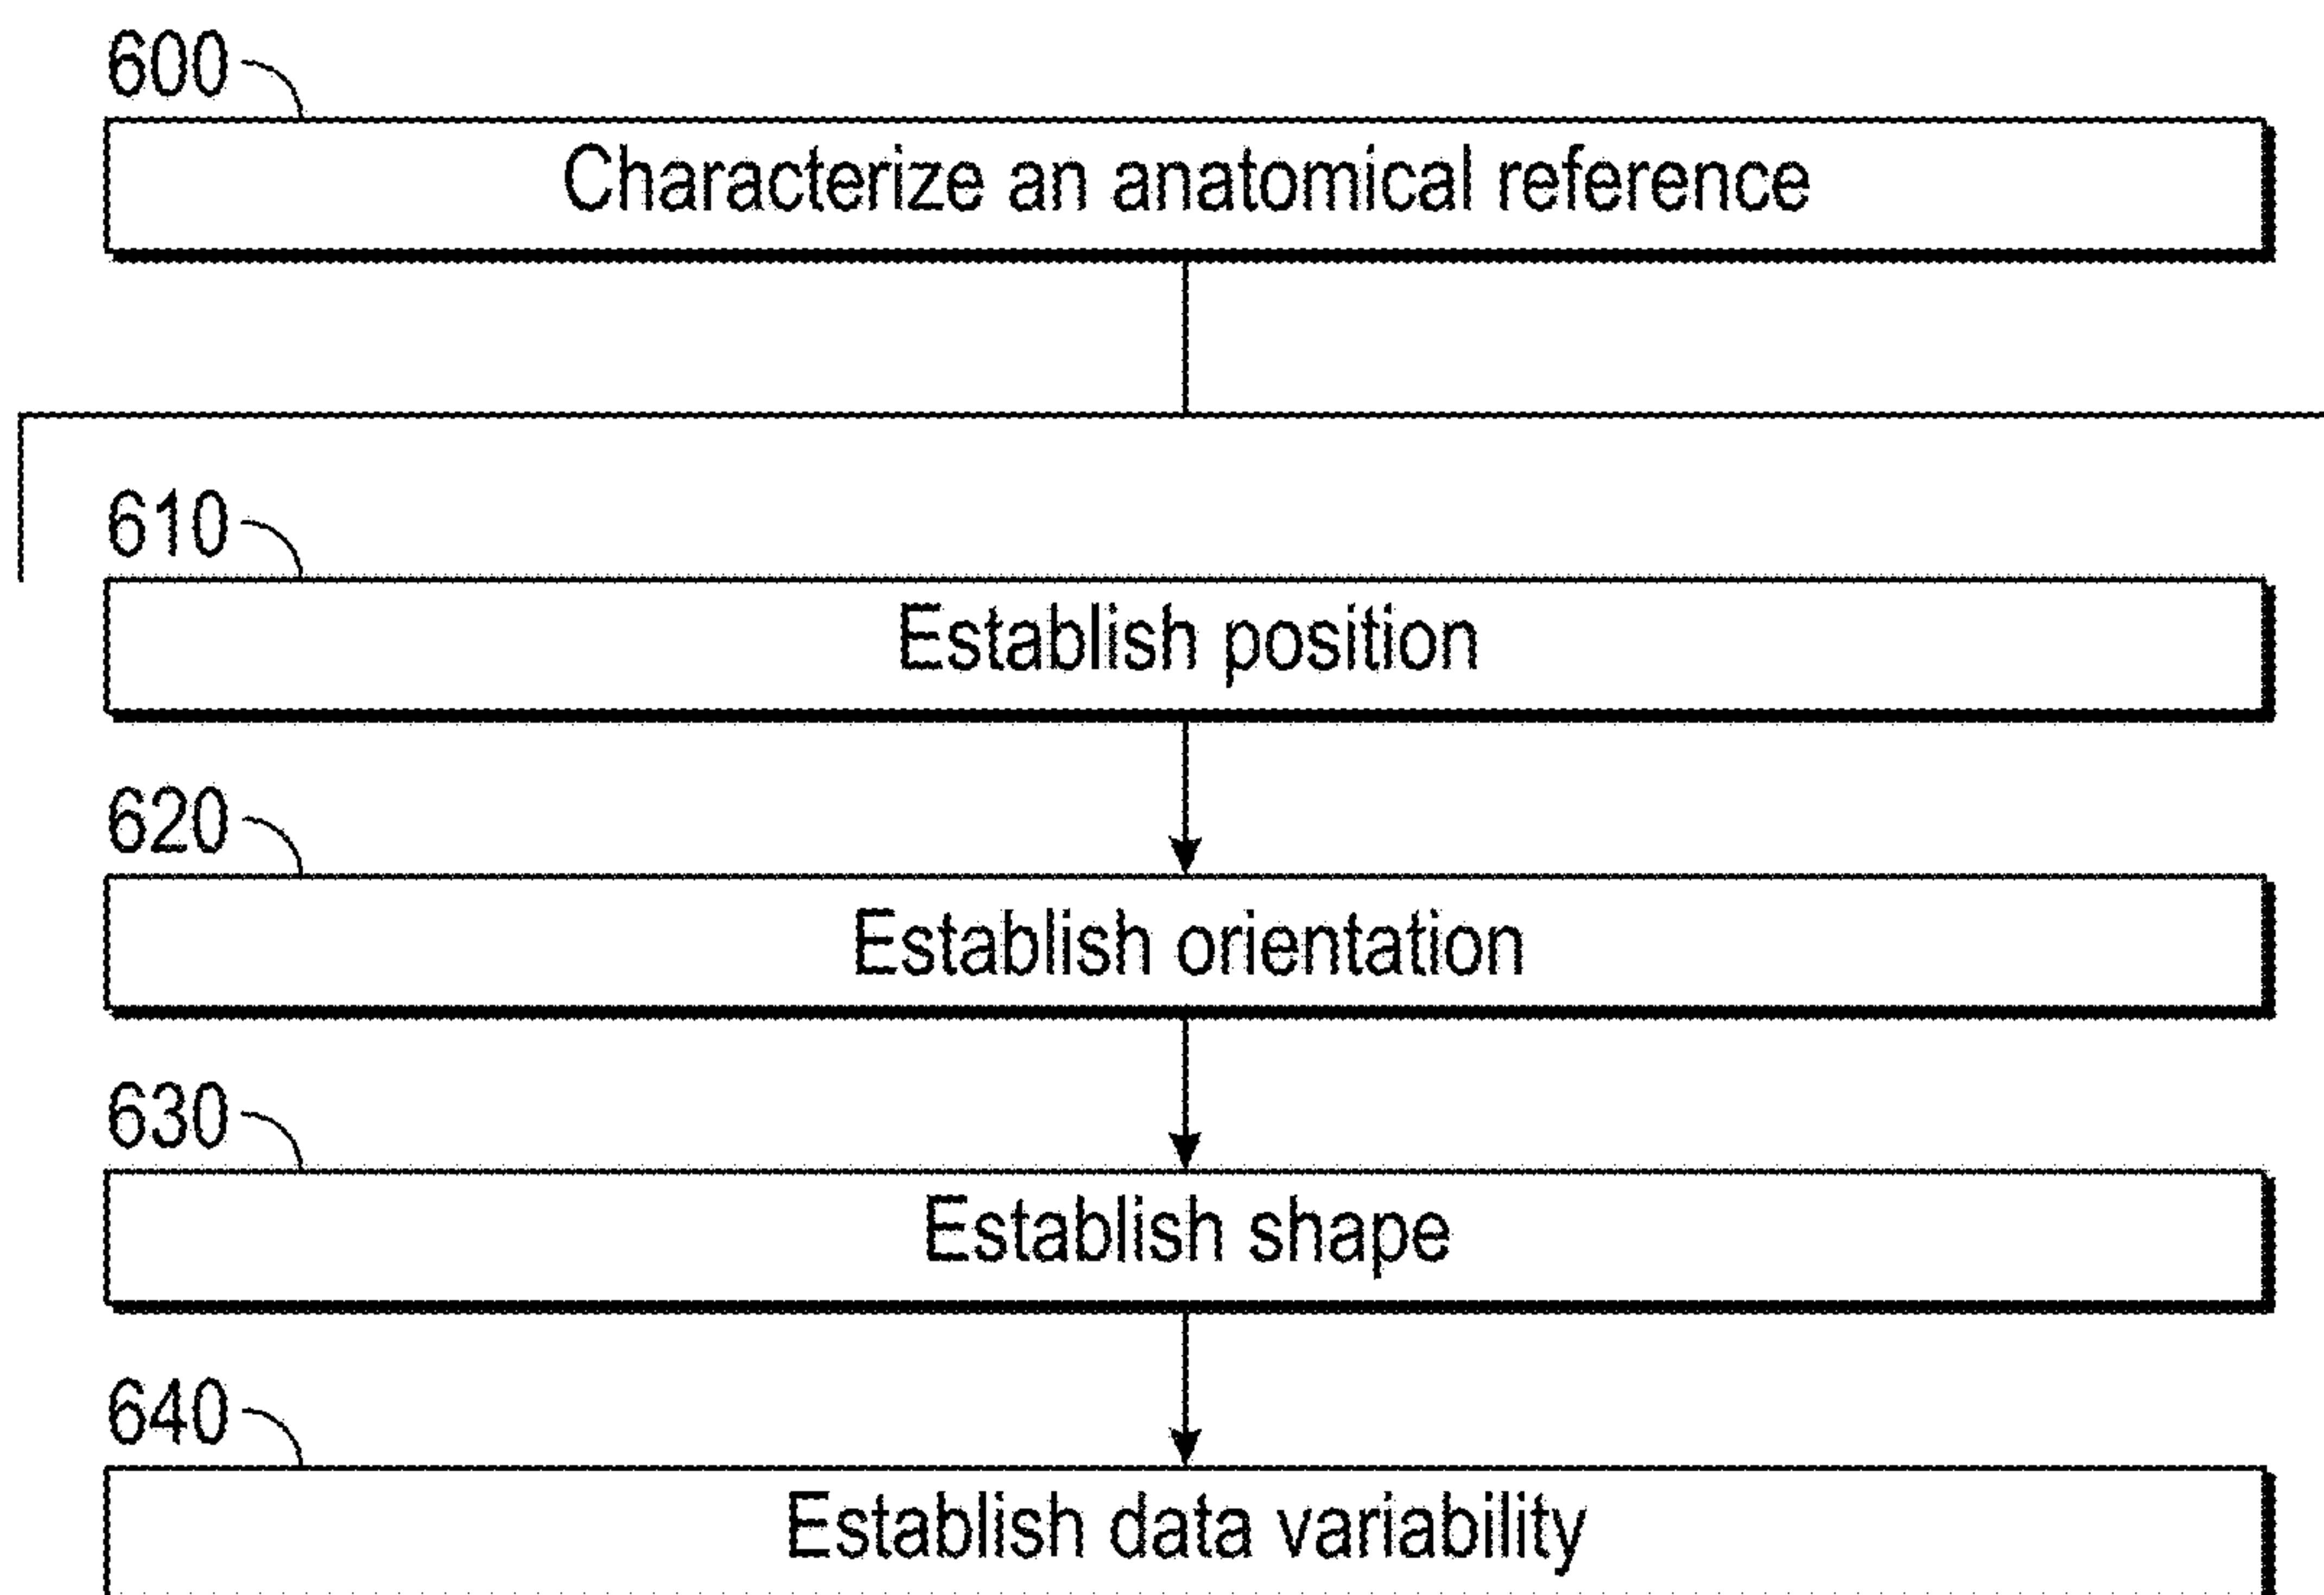 600
Characterize an anatomical reference
610
Establish position
620
Establish orientation
630
Establish shape
640
Establish data variability